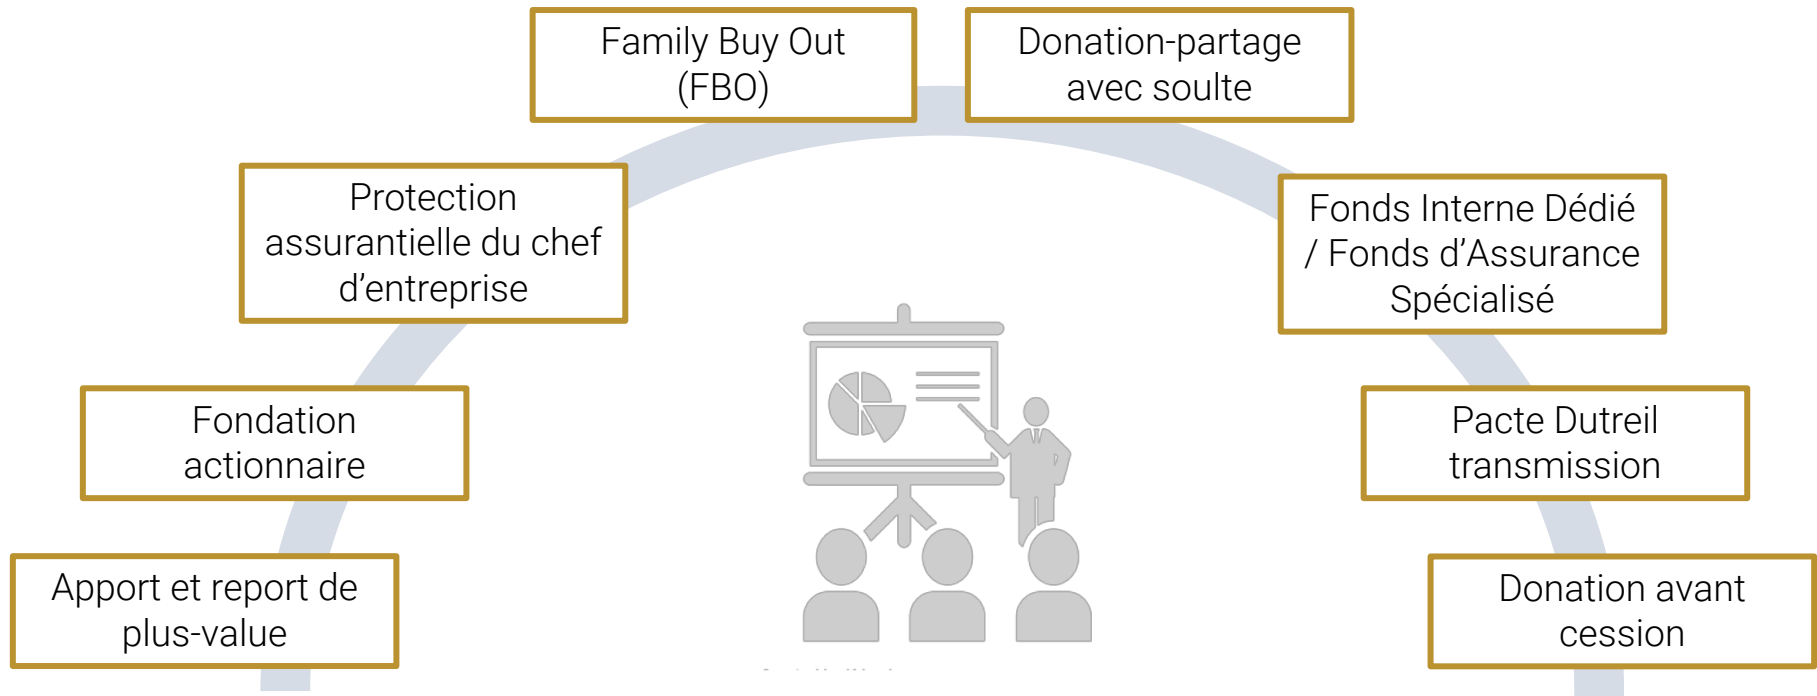 Family Buy Out
(FBO)
Donation-partage
avec soulte
Protection
assurantielle du chef
d’entreprise
Fonds Interne Dédié
/ Fonds d’Assurance
Spécialisé
Fondation
actionnaire
Pacte Dutreil
transmission
Apport et report de
plus-value
Donation avant
cession